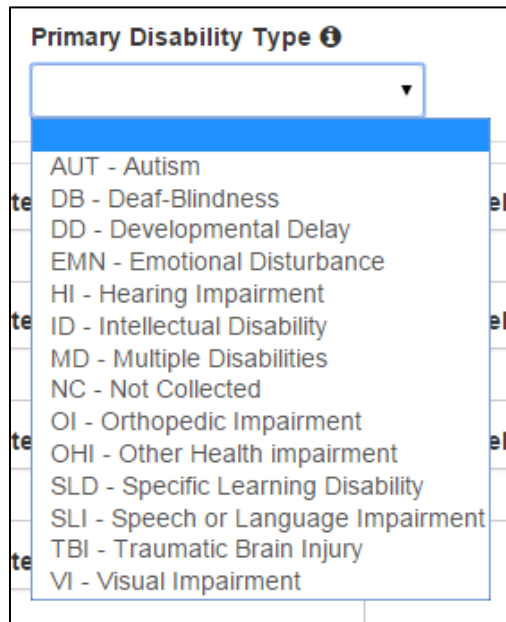 Primary Disability Type
AUT - Autism
DB - Deaf-Blindness
DD - Developmental Delay
EMN - Emotional Disturbance
HI - Hearing Impairment
ID - Intellectual Disability
MD - Multiple Disabilities
NC - Not Collected
OI - Orthopedic Impairment
OHI - Other Health impairment
SLD - Specific Learning Disability
SLI - Speech or Language Impairment
TBI - Traumatic Brain Injury
VI - Visual Impairment